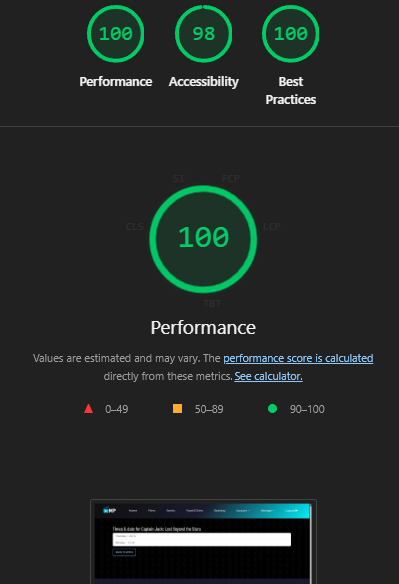 100
98
100
Performance
Accessibility
Best
Practices
SI
FCP
CLS
LCP
100
TBT
Performance
Values are estimated and may vary. The performance score is calculated
directly from these metrics. See calculator.
0–49
50–89
90–100
Times & date for Captain Jack: Lost Beyond the Stars